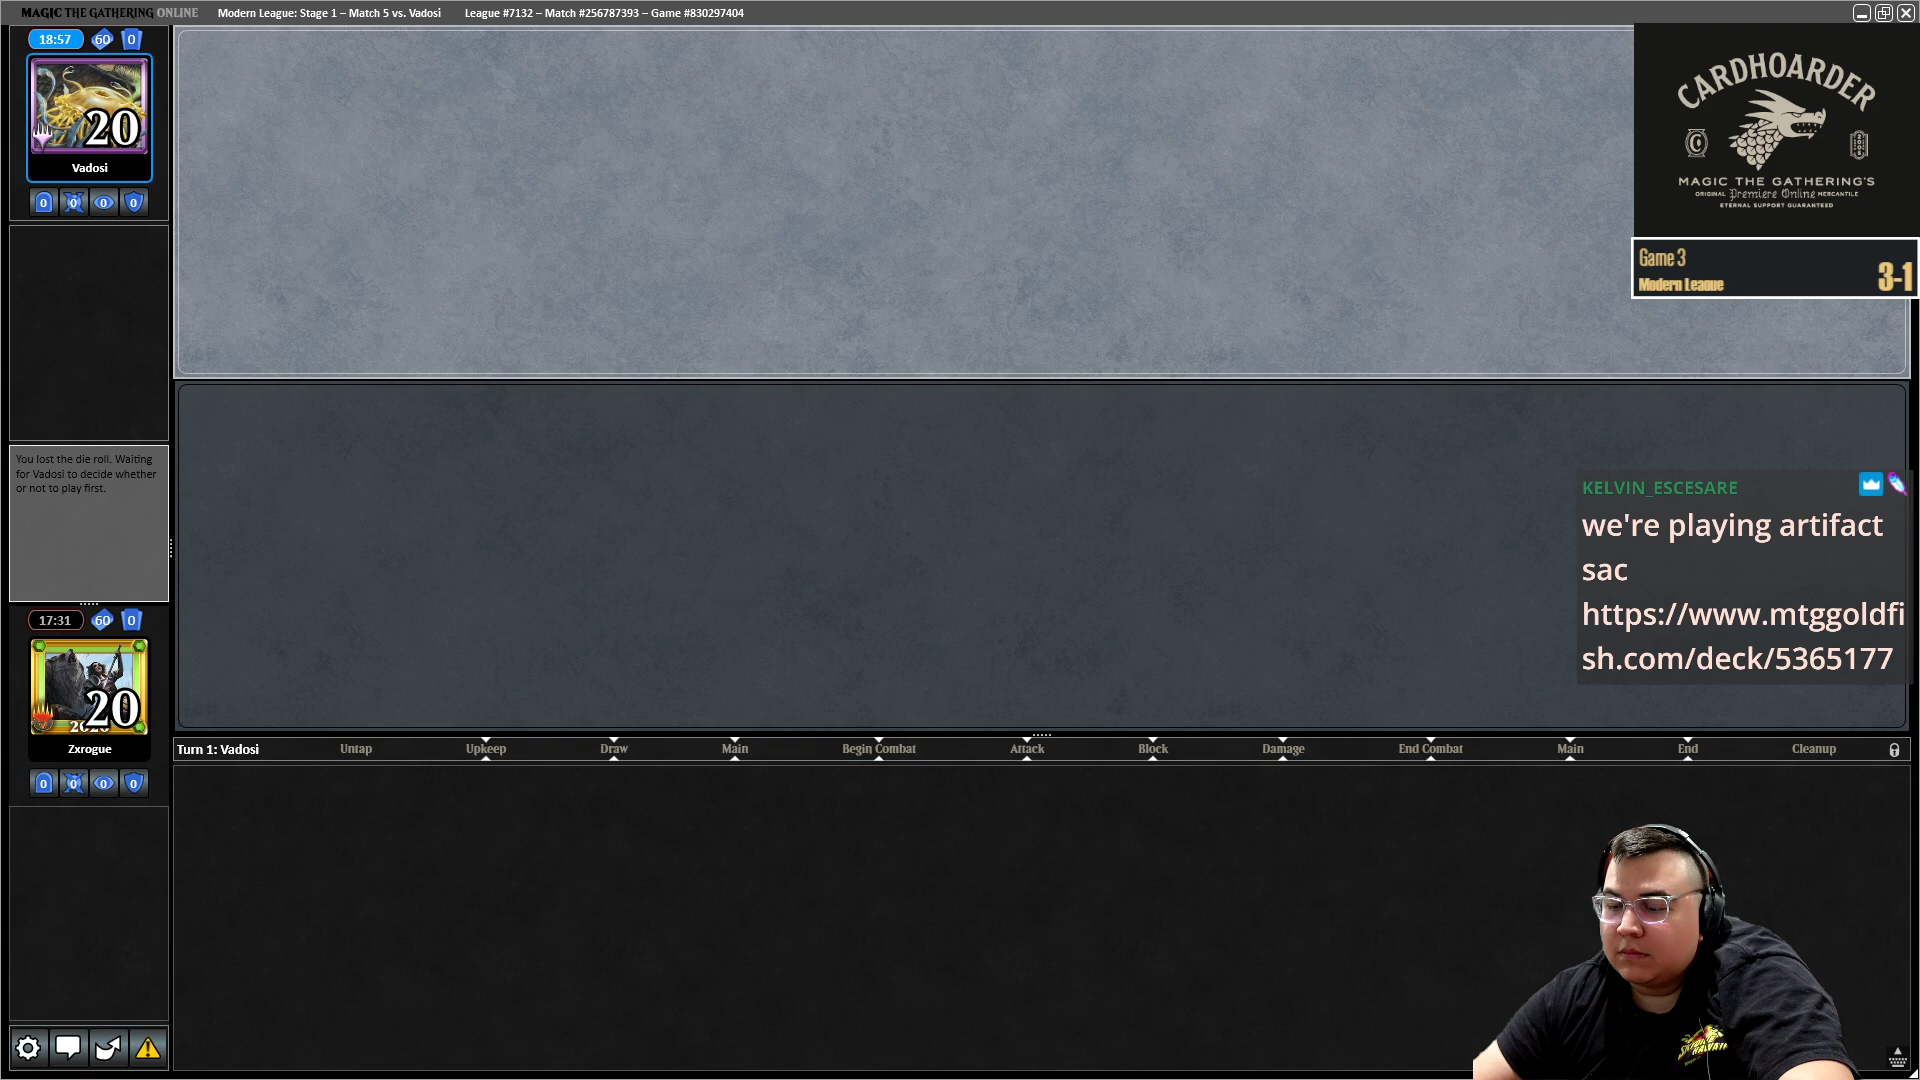 MAGIC THE GATHERING ONLINE
Modern League: Stage 1 – Match 5 vs. Vadosi
League #7132 – Match #256787393 – Game #830297404
18:57
60
0
20
Vadosi
0
0
0
0
CARDHOARDER
MAGIC THE GATHERING'S
ORIGINAL Premiere Online MERCANTILE
ETERNAL SUPPORT GUARANTEED
Game 3
Modern League
3-1
You lost the die roll. Waiting
for Vadosi to decide whether
or not to play first.
KELVIN_ESCESARE
we're playing artifact
sac
https://www.mtggoldfi
sh.com/deck/5365177
17:31
60
0
20
Zxrogue
0
0
0
0
Turn 1: Vadosi
Untap
Upkeep
Draw
Main
Begin Combat
Attack
Block
Damage
End Combat
Main
End
Cleanup